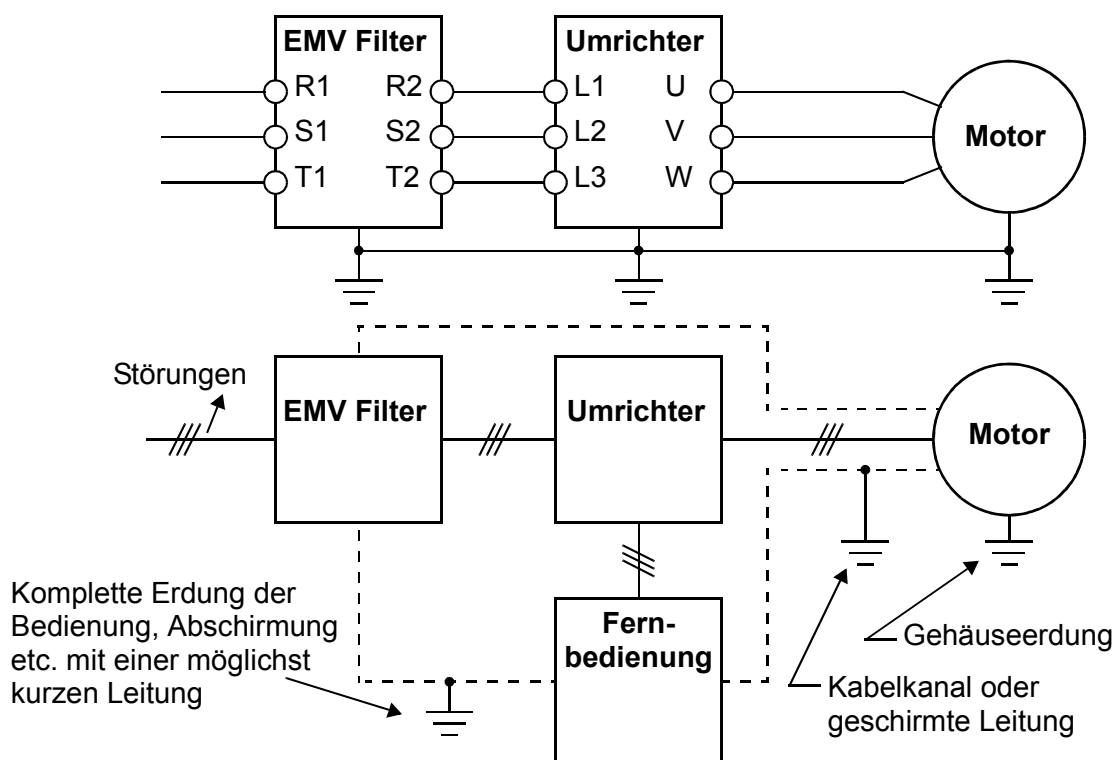 EMV Filter
Umrichter
R1 R2 L1 U
S1 S2 L2 V
Motor
T1 T2 L3 W
Störungen
EMV Filter
Umrichter
Motor
Komplette Erdung der
Bedienung, Abschirmung
etc. mit einer möglichst
kurzen Leitung
Fern-
bedienung
Gehäuseerdung
Kabelkanal oder
geschirmte Leitung